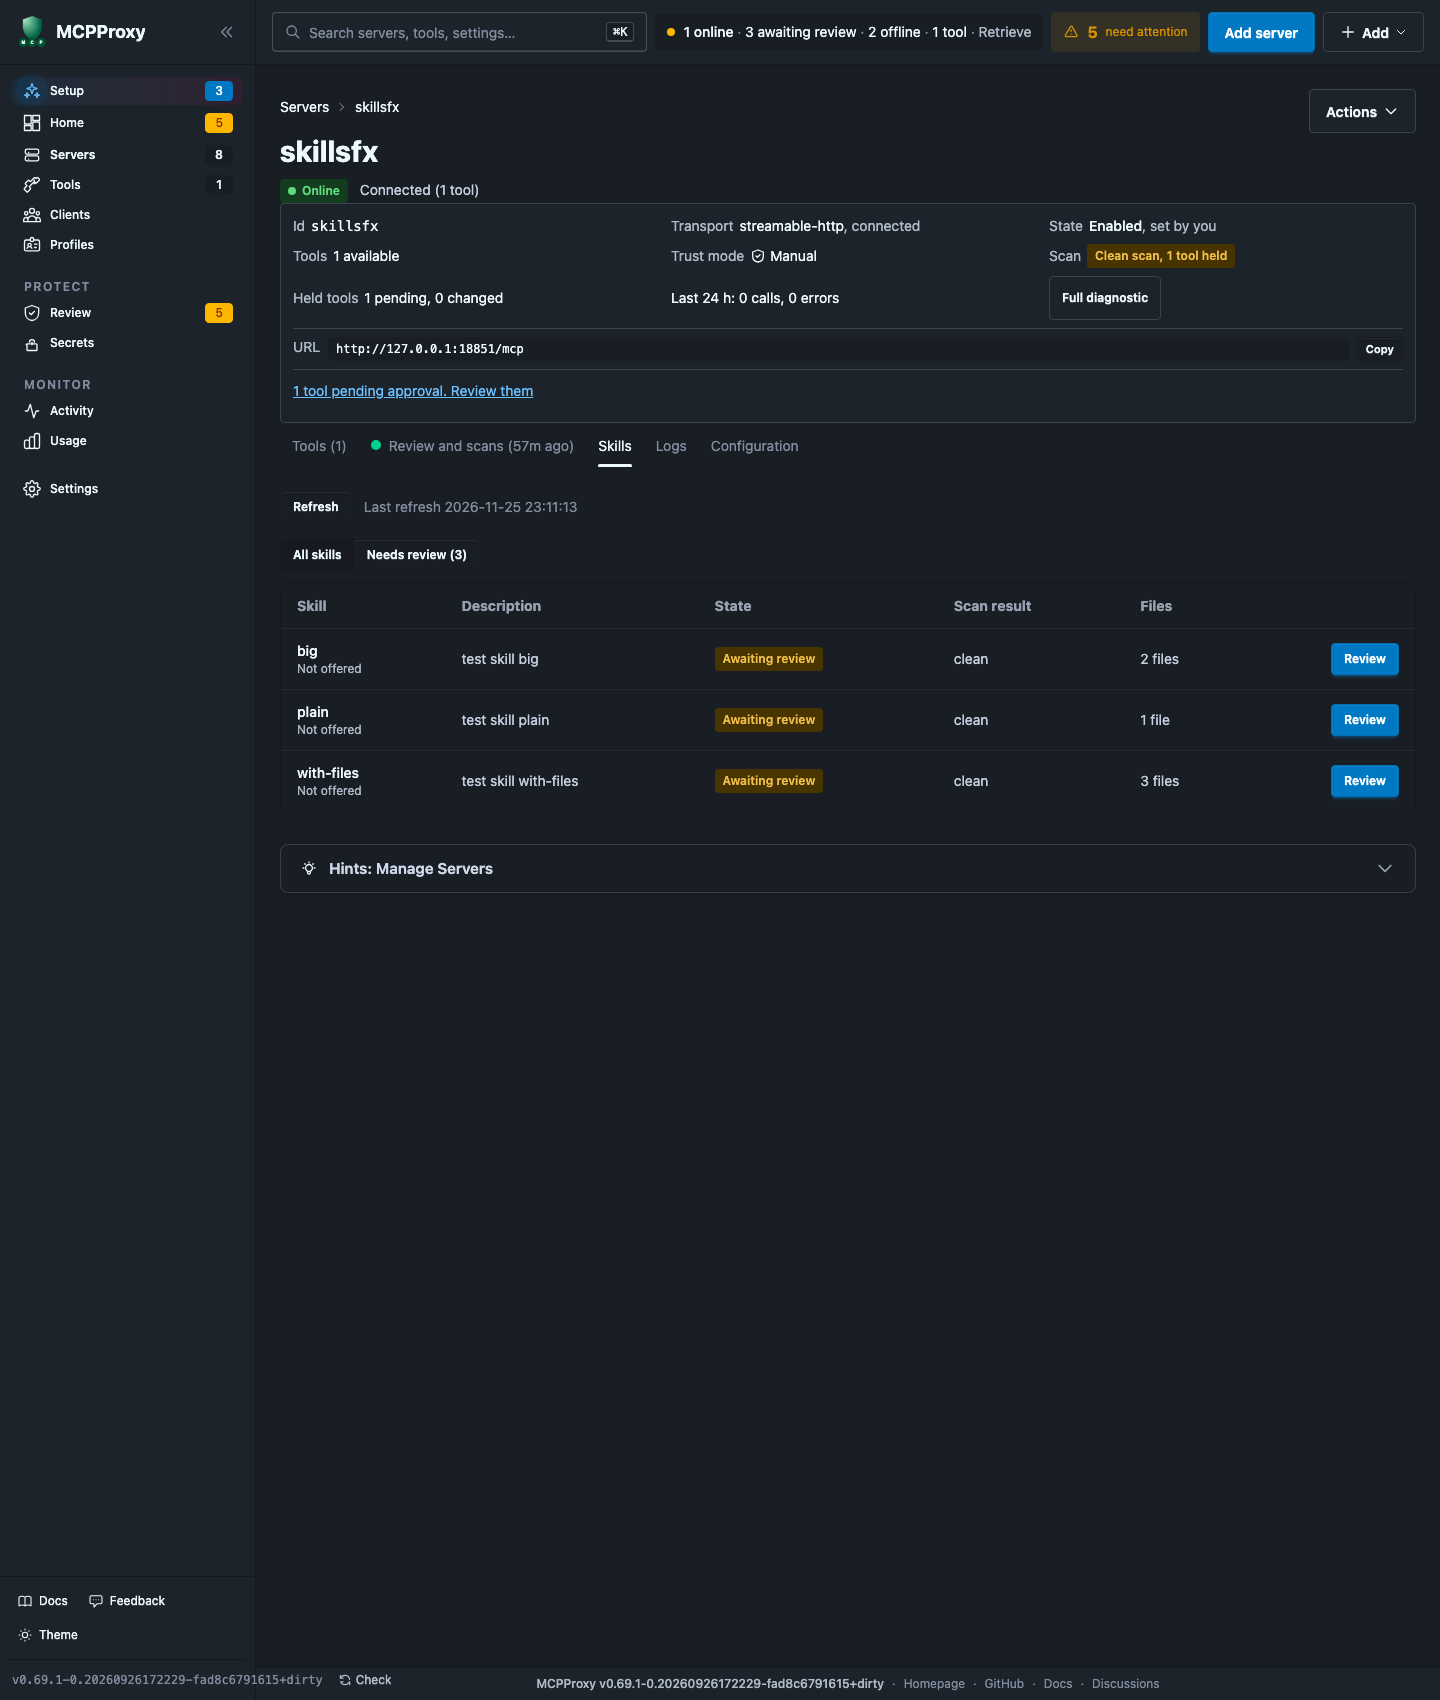 MCP
MCPProxy
Search servers, tools, settings...
⌘K
1 online · 3 awaiting review · 2 offline · 1 tool · Retrieve
5 need attention
Add server
Add
Setup 3
Home 5
Servers 8
Tools 1
Clients
Profiles
PROTECT
Review 5
Secrets
MONITOR
Activity
Usage
Settings
Servers > skillsfx
Actions
skillsfx
Online Connected (1 tool)
Id skillsfx
Transport streamable-http, connected
State Enabled, set by you
Tools 1 available
Trust mode Manual
Scan Clean scan, 1 tool held
Held tools 1 pending, 0 changed
Last 24 h: 0 calls, 0 errors
Full diagnostic
URL http://127.0.0.1:18851/mcp Copy
1 tool pending approval. Review them
Tools (1) Review and scans (57m ago) Skills Logs Configuration
Refresh Last refresh 2026-11-25 23:11:13
All skills Needs review (3)
Skill Description State Scan result Files
big
Not offered
test skill big Awaiting review clean 2 files Review
plain
Not offered
test skill plain Awaiting review clean 1 file Review
with-files
Not offered
test skill with-files Awaiting review clean 3 files Review
Hints: Manage Servers
Docs Feedback
Theme
v0.69.1-0.20260926172229-fad8c6791615+dirty Check
MCPProxy v0.69.1-0.20260926172229-fad8c6791615+dirty · Homepage · GitHub · Docs · Discussions